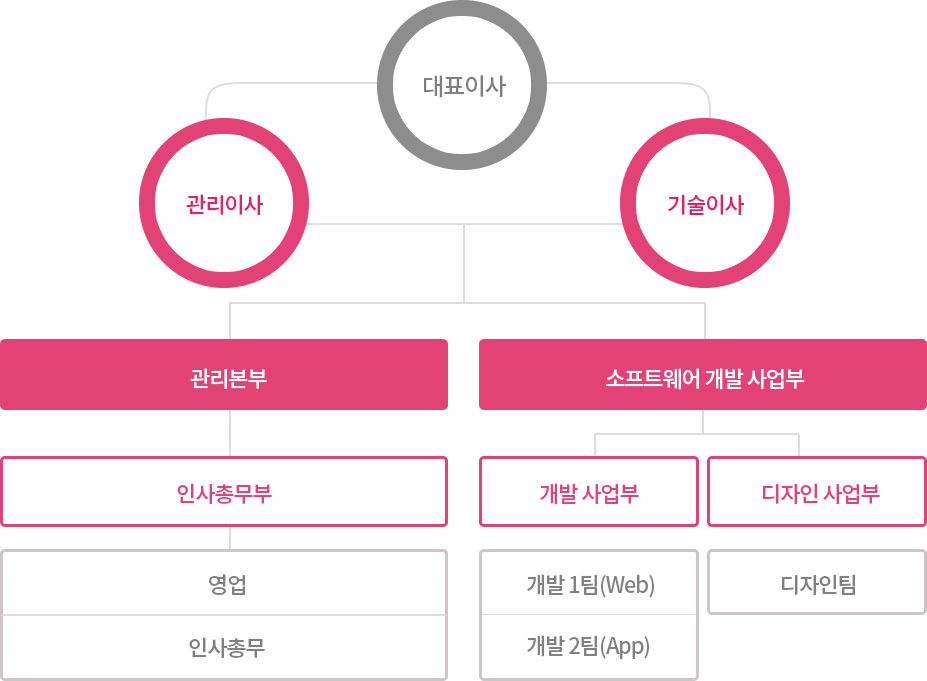 대표이사
관리이사
기술이사
관리본부
소프트웨어 개발 사업부
인사총무부
개발 사업부
디자인 사업부
영업
개발 1팀(Web)
디자인팀
인사총무
개발 2팀(App)